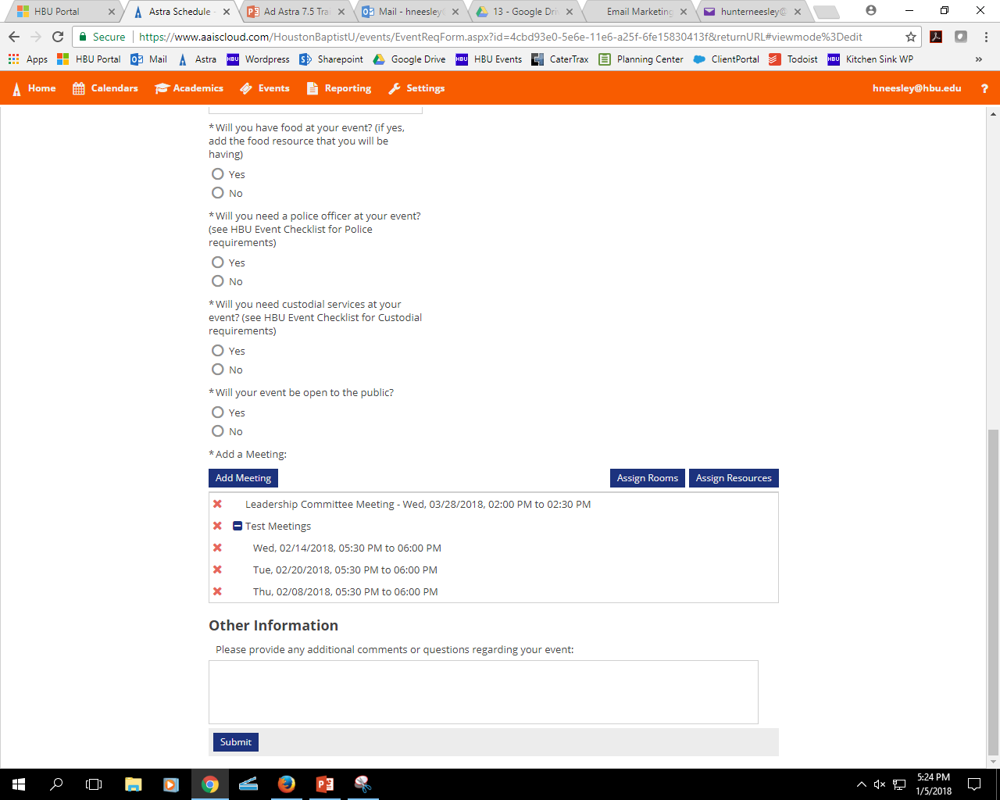 HBU Portal
Astra Schedule -
Ad Astra 7.5 Trai
Mail - hneesley@
13 - Google Dri
Email Marketing
hunterneesley@
Secure
https://www.aaiscloud.com/HoustonBaptistU/events/EventReqForm.aspx?id=4cbd93e0-5e6e-11e6-a25f-6fe15830413f&returnURL#viewmode%3Dedit
Apps HBU Portal Mail Astra HBU Wordpress Sharepoint Google Drive HBU HBU Events CaterTrax Planning Center ClientPortal Todoist HBU Kitchen Sink WP »
Home Calendars Academics Events Reporting Settings hneesley@hbu.edu ?
*Will you have food at your event? (if yes,
add the food resource that you will be
having)
Yes
No
*Will you need a police officer at your event?
(see HBU Event Checklist for Police
requirements)
Yes
No
*Will you need custodial services at your
event? (see HBU Event Checklist for Custodial
requirements)
Yes
No
*Will your event be open to the public?
Yes
No
*Add a Meeting:
Add Meeting Assign Rooms Assign Resources
Leadership Committee Meeting - Wed, 03/28/2018, 02:00 PM to 02:30 PM
Test Meetings
Wed, 02/14/2018, 05:30 PM to 06:00 PM
Tue, 02/20/2018, 05:30 PM to 06:00 PM
Thu, 02/08/2018, 05:30 PM to 06:00 PM
Other Information
Please provide any additional comments or questions regarding your event:
Submit
5:24 PM
1/5/2018